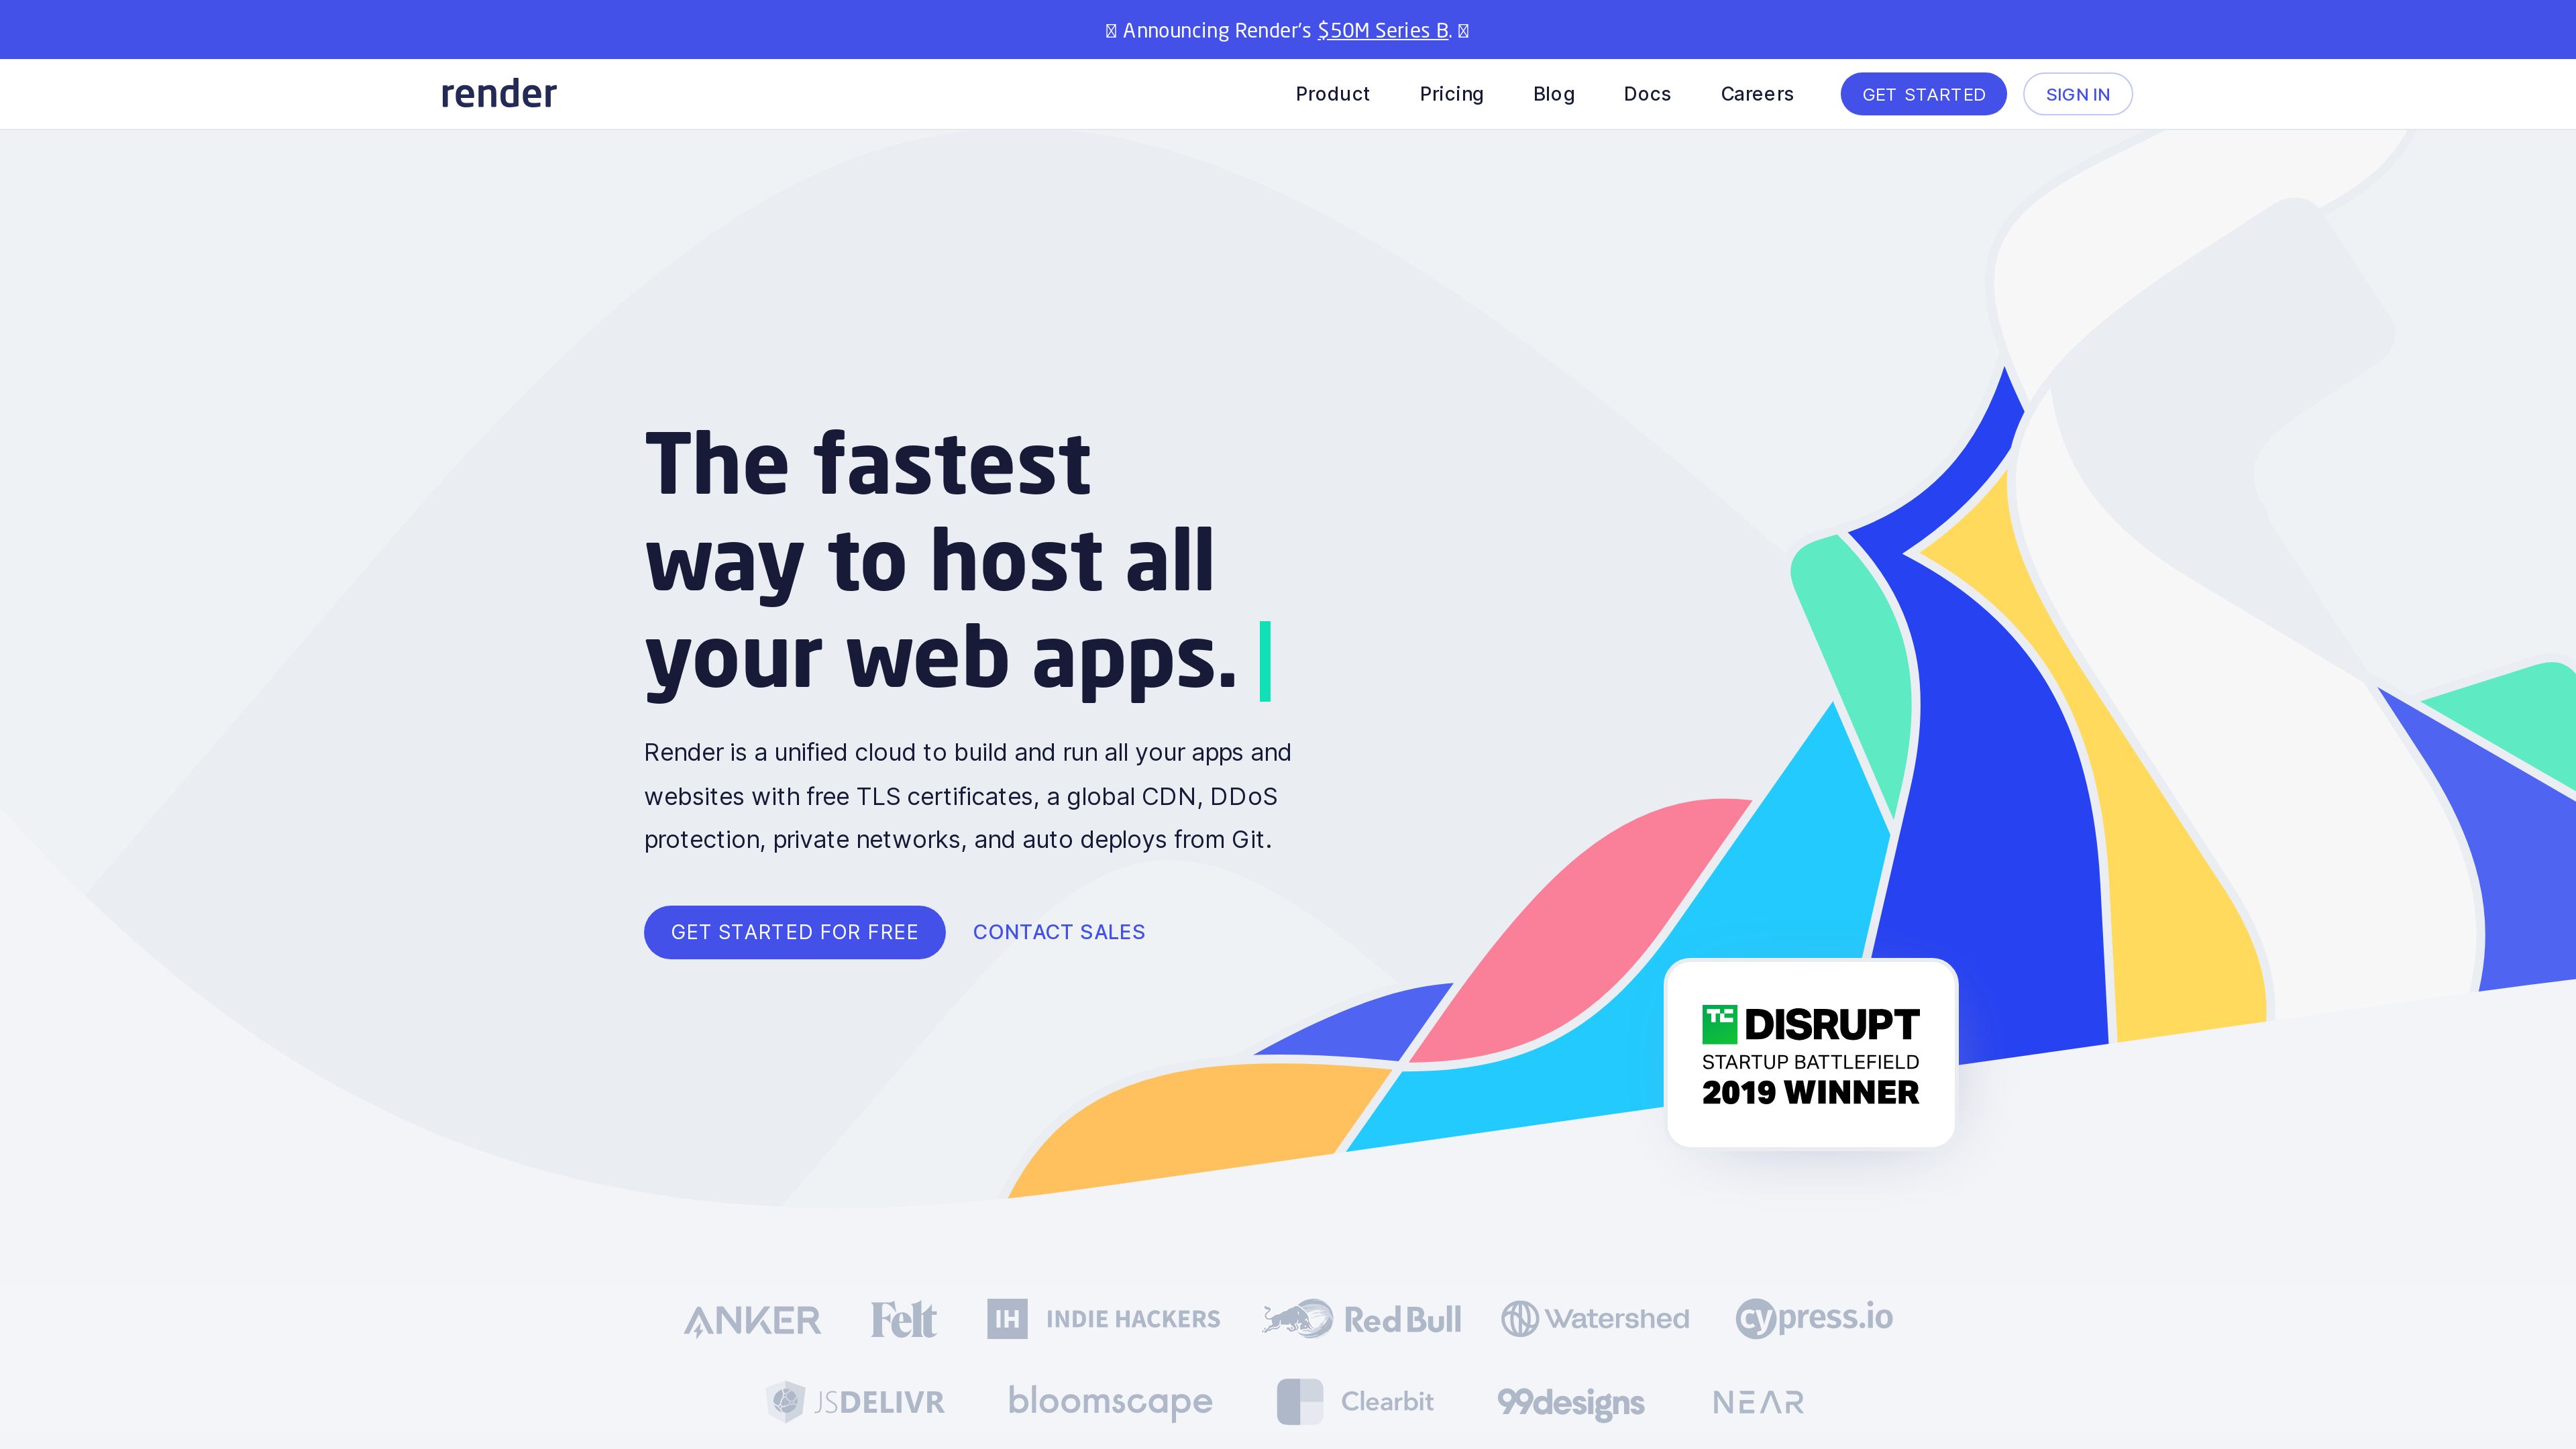 Announcing Render's $50M Series B.
render
Product Pricing Blog Docs Careers GET STARTED SIGN IN
The fastest
way to host all
your web apps.
Render is a unified cloud to build and run all your apps and
websites with free TLS certificates, a global CDN, DDoS
protection, private networks, and auto deploys from Git.
GET STARTED FOR FREE CONTACT SALES
TC DISRUPT
STARTUP BATTLEFIELD
2019 WINNER
ANKER Felt IH INDIE HACKERS Red Bull Watershed cypress.io
JSDELIVR bloomscape Clearbit 99designs NEAR